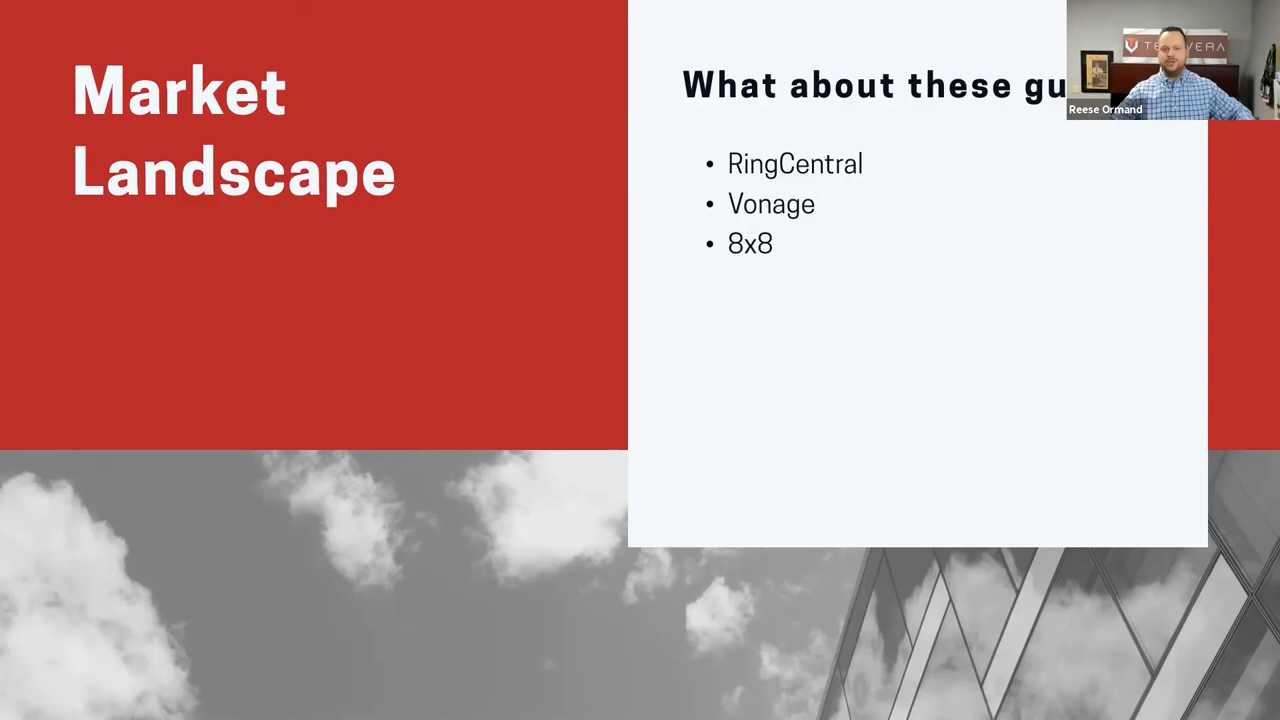 Market
Landscape
What about these gu
• RingCentral
• Vonage
• 8x8
Reese Ormand